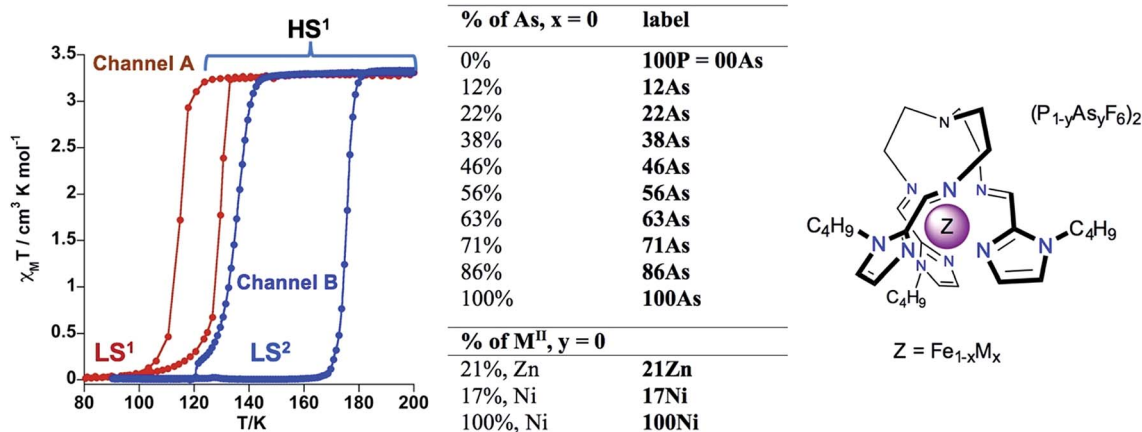 HS¹
Channel A
3.5
3
2.5
2
1.5
1
0.5
0
χ_MT / cm³ K mol⁻¹
Channel B
LS¹
LS²
80 100 120 140 160 180 200
T/K
% of As, x = 0 label
0% 100P = 00As
12% 12As
22% 22As
38% 38As
46% 46As
56% 56As
63% 63As
71% 71As
86% 86As
100% 100As
% of Mᴵᴵ, y = 0
21%, Zn 21Zn
17%, Ni 17Ni
100%, Ni 100Ni
(P₁₋yAsyF₆)₂
N
N N N
C₄H₉ N N Z N N C₄H₉
N N
C₄H₉
Z = Fe₁₋ₓMₓ